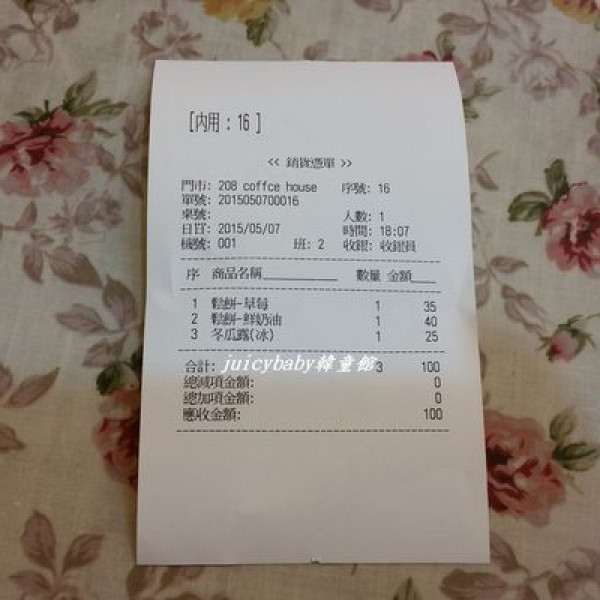 [內用 : 16 ]
<< 銷貨憑單 >>
門市: 208 coffce house 序號: 16
單號: 2015050700016
桌號: 人數: 1
日期: 2015/05/07 時間: 18:07
機號: 001 班: 2 收銀: 收銀員
序 商品名稱 數量 金額
1 鬆餅-草莓 1 35
2 鬆餅-鮮奶油 1 40
3 冬瓜露(冰) 1 25
合計: 3 100
juicybaby韓童館
總減項金額: 0
總加項金額: 0
應收金額: 100